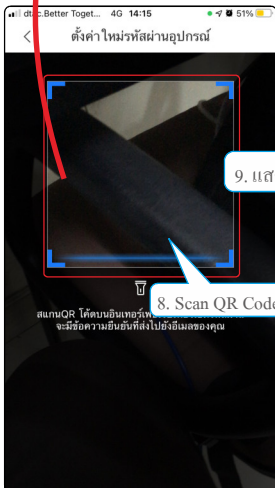 dtac.Better Toget... 4G 14:15 51%
ตั้งค่าใหม่รหัสผ่านอุปกรณ์
9. แส
8. Scan QR Code
สแกนQR โค้ดบนอินเทอร์เฟ
จะมีข้อความยืนยันที่ส่งไปยังอีเมลของคุณ